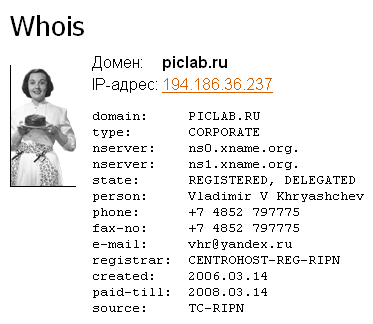 Whois
Домен: piclab.ru
IP-адрес: 194.186.36.237
domain: PICLAB.RU
type: CORPORATE
nserver: ns0.xname.org.
nserver: ns1.xname.org.
state: REGISTERED, DELEGATED
person: Vladimir V Khryashchev
phone: +7 4852 797775
fax-no: +7 4852 797775
e-mail: vhr@yandex.ru
registrar: CENTROHOST-REG-RIPN
created: 2006.03.14
paid-till: 2008.03.14
source: TC-RIPN